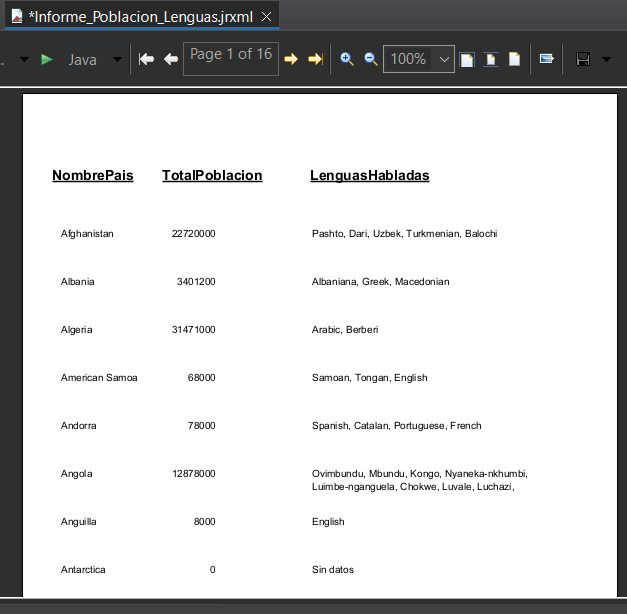 *Informe_Poblacion_Lenguas.jrxml
Java Page 1 of 16 100%
NombrePais TotalPoblacion LenguasHabladas
Afghanistan 22720000 Pashto, Dari, Uzbek, Turkmenian, Balochi
Albania 3401200 Albaniana, Greek, Macedonian
Algeria 31471000 Arabic, Berberi
American Samoa 68000 Samoan, Tongan, English
Andorra 78000 Spanish, Catalan, Portuguese, French
Angola 12878000 Ovimbundu, Mbundu, Kongo, Nyaneka-nkhumbi,
Luimbe-nganguela, Chokwe, Luvale, Luchazi,
Anguilla 8000 English
Antarctica 0 Sin datos